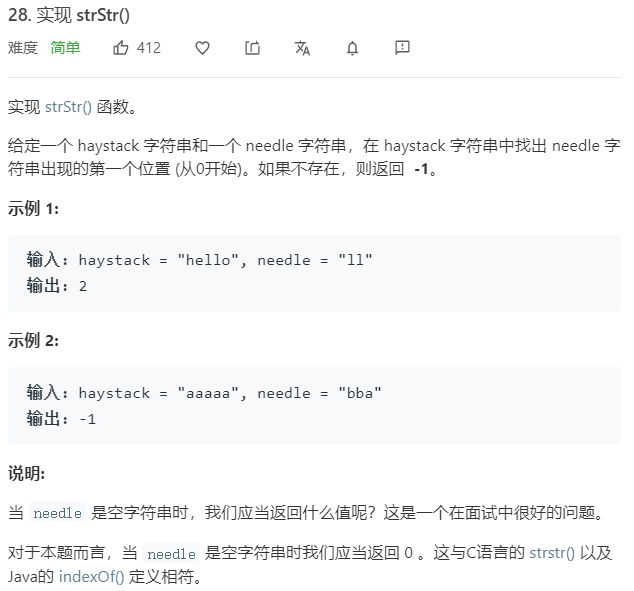 28. 实现 strStr()
难度 简单 412
实现 strStr() 函数。
给定一个 haystack 字符串和一个 needle 字符串，在 haystack 字符串中找出 needle 字
符串出现的第一个位置 (从0开始)。如果不存在，则返回 -1。
示例 1:
输入: haystack = "hello", needle = "ll"
输出: 2
示例 2:
输入: haystack = "aaaaa", needle = "bba"
输出: -1
说明:
当 needle 是空字符串时，我们应当返回什么值呢？这是一个在面试中很好的问题。
对于本题而言，当 needle 是空字符串时我们应当返回 0 。这与C语言的 strstr() 以及
Java的 indexOf() 定义相符。